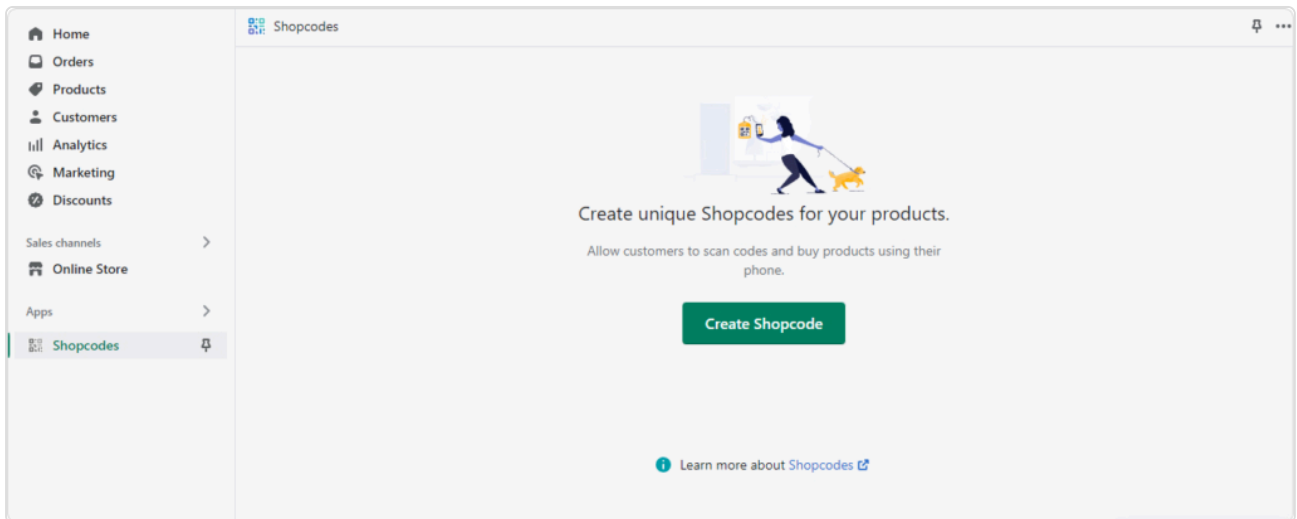 Home
Orders
Products
Customers
Analytics
Marketing
Discounts
Sales channels
Online Store
Apps
Shopcodes
Shopcodes
Create unique Shopcodes for your products.
Allow customers to scan codes and buy products using their
phone.
Create Shopcode
Learn more about Shopcodes